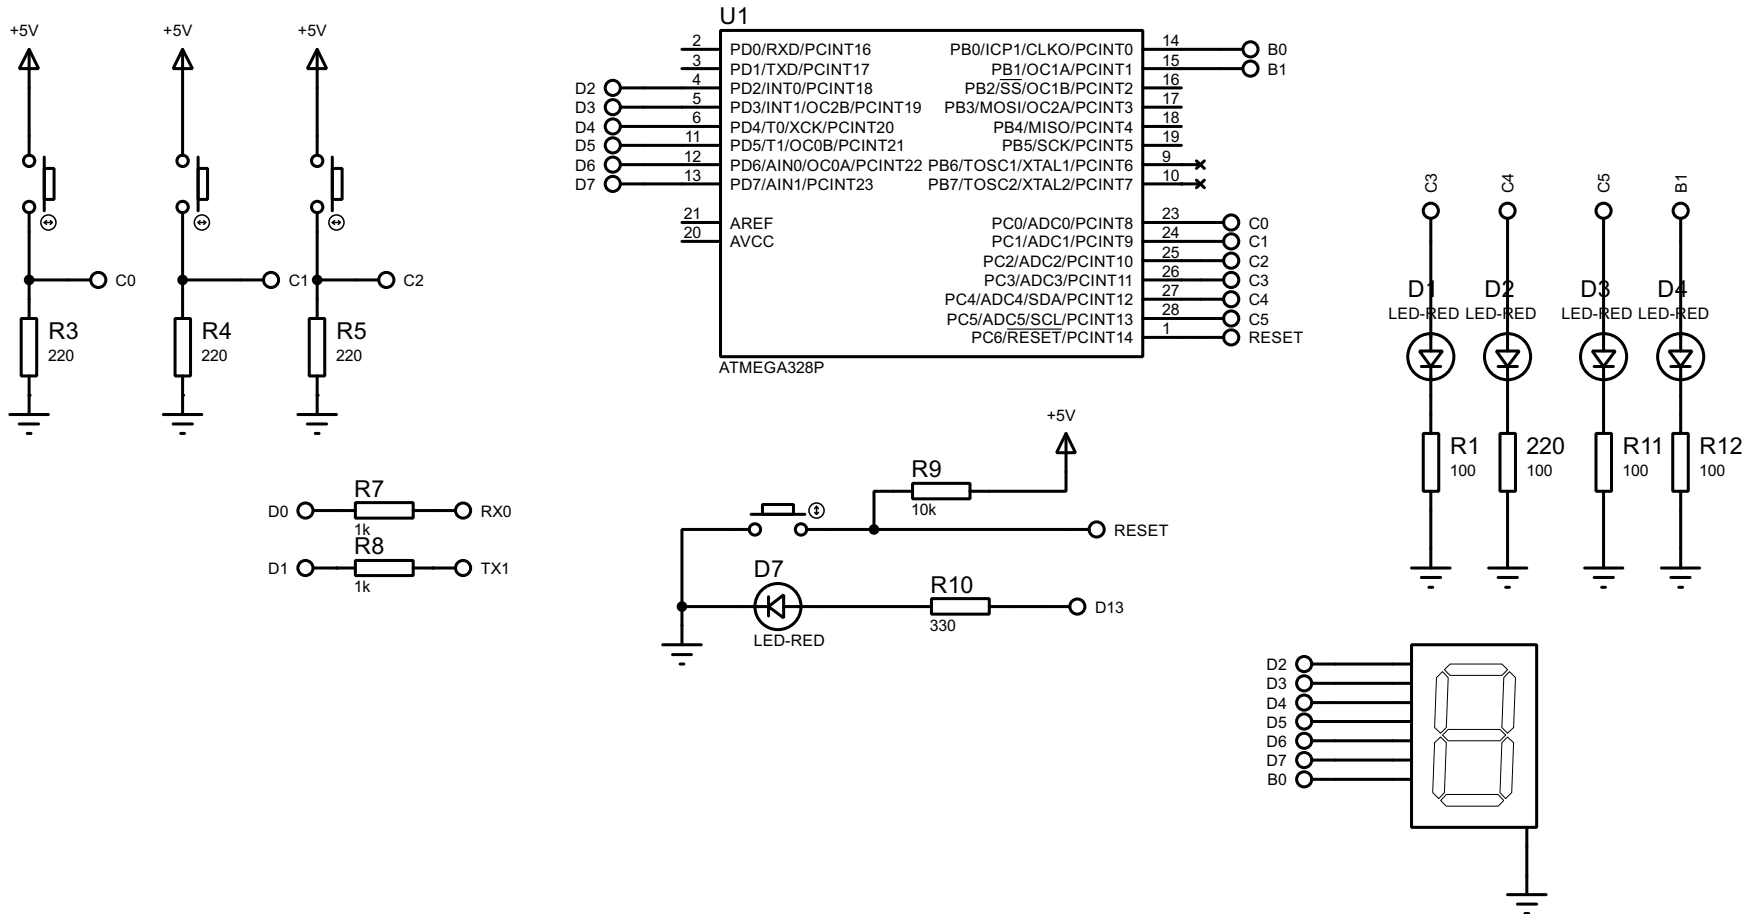 +5V
+5V
+5V
C0
C1
C2
R3
220
R4
220
R5
220
D0
R7
1k
RX0
D1
R8
1k
TX1
U1
2 PD0/RXD/PCINT16
3 PD1/TXD/PCINT17
D2 4 PD2/INT0/PCINT18
D3 5 PD3/INT1/OC2B/PCINT19
D4 6 PD4/T0/XCK/PCINT20
D5 11 PD5/T1/OC0B/PCINT21
D6 12 PD6/AIN0/OC0A/PCINT22
D7 13 PD7/AIN1/PCINT23
21 AREF
20 AVCC
PB0/ICP1/CLKO/PCINT0 14 B0
PB1/OC1A/PCINT1 15 B1
PB2/SS/OC1B/PCINT2 16
PB3/MOSI/OC2A/PCINT3 17
PB4/MISO/PCINT4 18
PB5/SCK/PCINT5 19
PB6/TOSC1/XTAL1/PCINT6 9
PB7/TOSC2/XTAL2/PCINT7 10
PC0/ADC0/PCINT8 23 C0
PC1/ADC1/PCINT9 24 C1
PC2/ADC2/PCINT10 25 C2
PC3/ADC3/PCINT11 26 C3
PC4/ADC4/SDA/PCINT12 27 C4
PC5/ADC5/SCL/PCINT13 28 C5
PC6/RESET/PCINT14 1 RESET
ATMEGA328P
+5V
R9
10k
RESET
D7
LED-RED
R10
330
D13
C3
C4
C5
B1
D1
LED-RED
D2
LED-RED
D3
LED-RED
D4
LED-RED
R1
100
220
100
R11
100
R12
100
D2
D3
D4
D5
D6
D7
B0